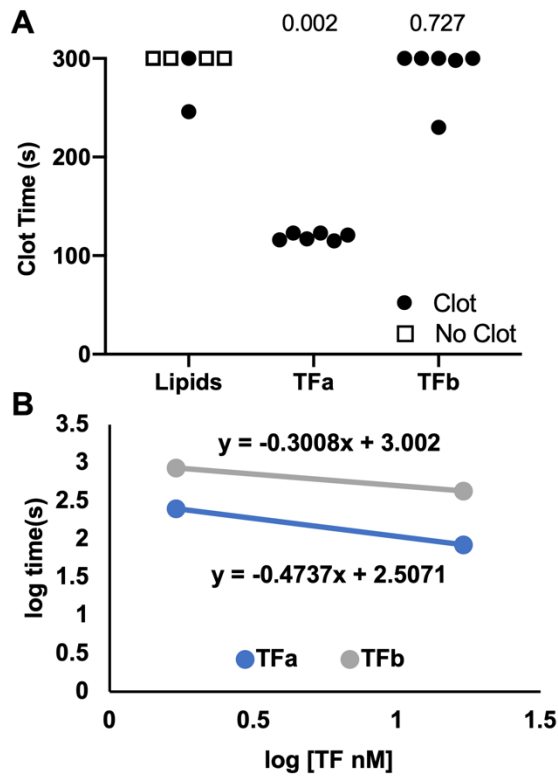 A
0.002 0.727
300
200
100
0
Clot Time (s)
Clot
No Clot
Lipids TFa TFb
B
3.5
3
2.5
2
1.5
1
0.5
0
log time(s)
y = -0.3008x + 3.002
y = -0.4737x + 2.5071
TFa TFb
0 0.5 1 1.5
log [TF nM]